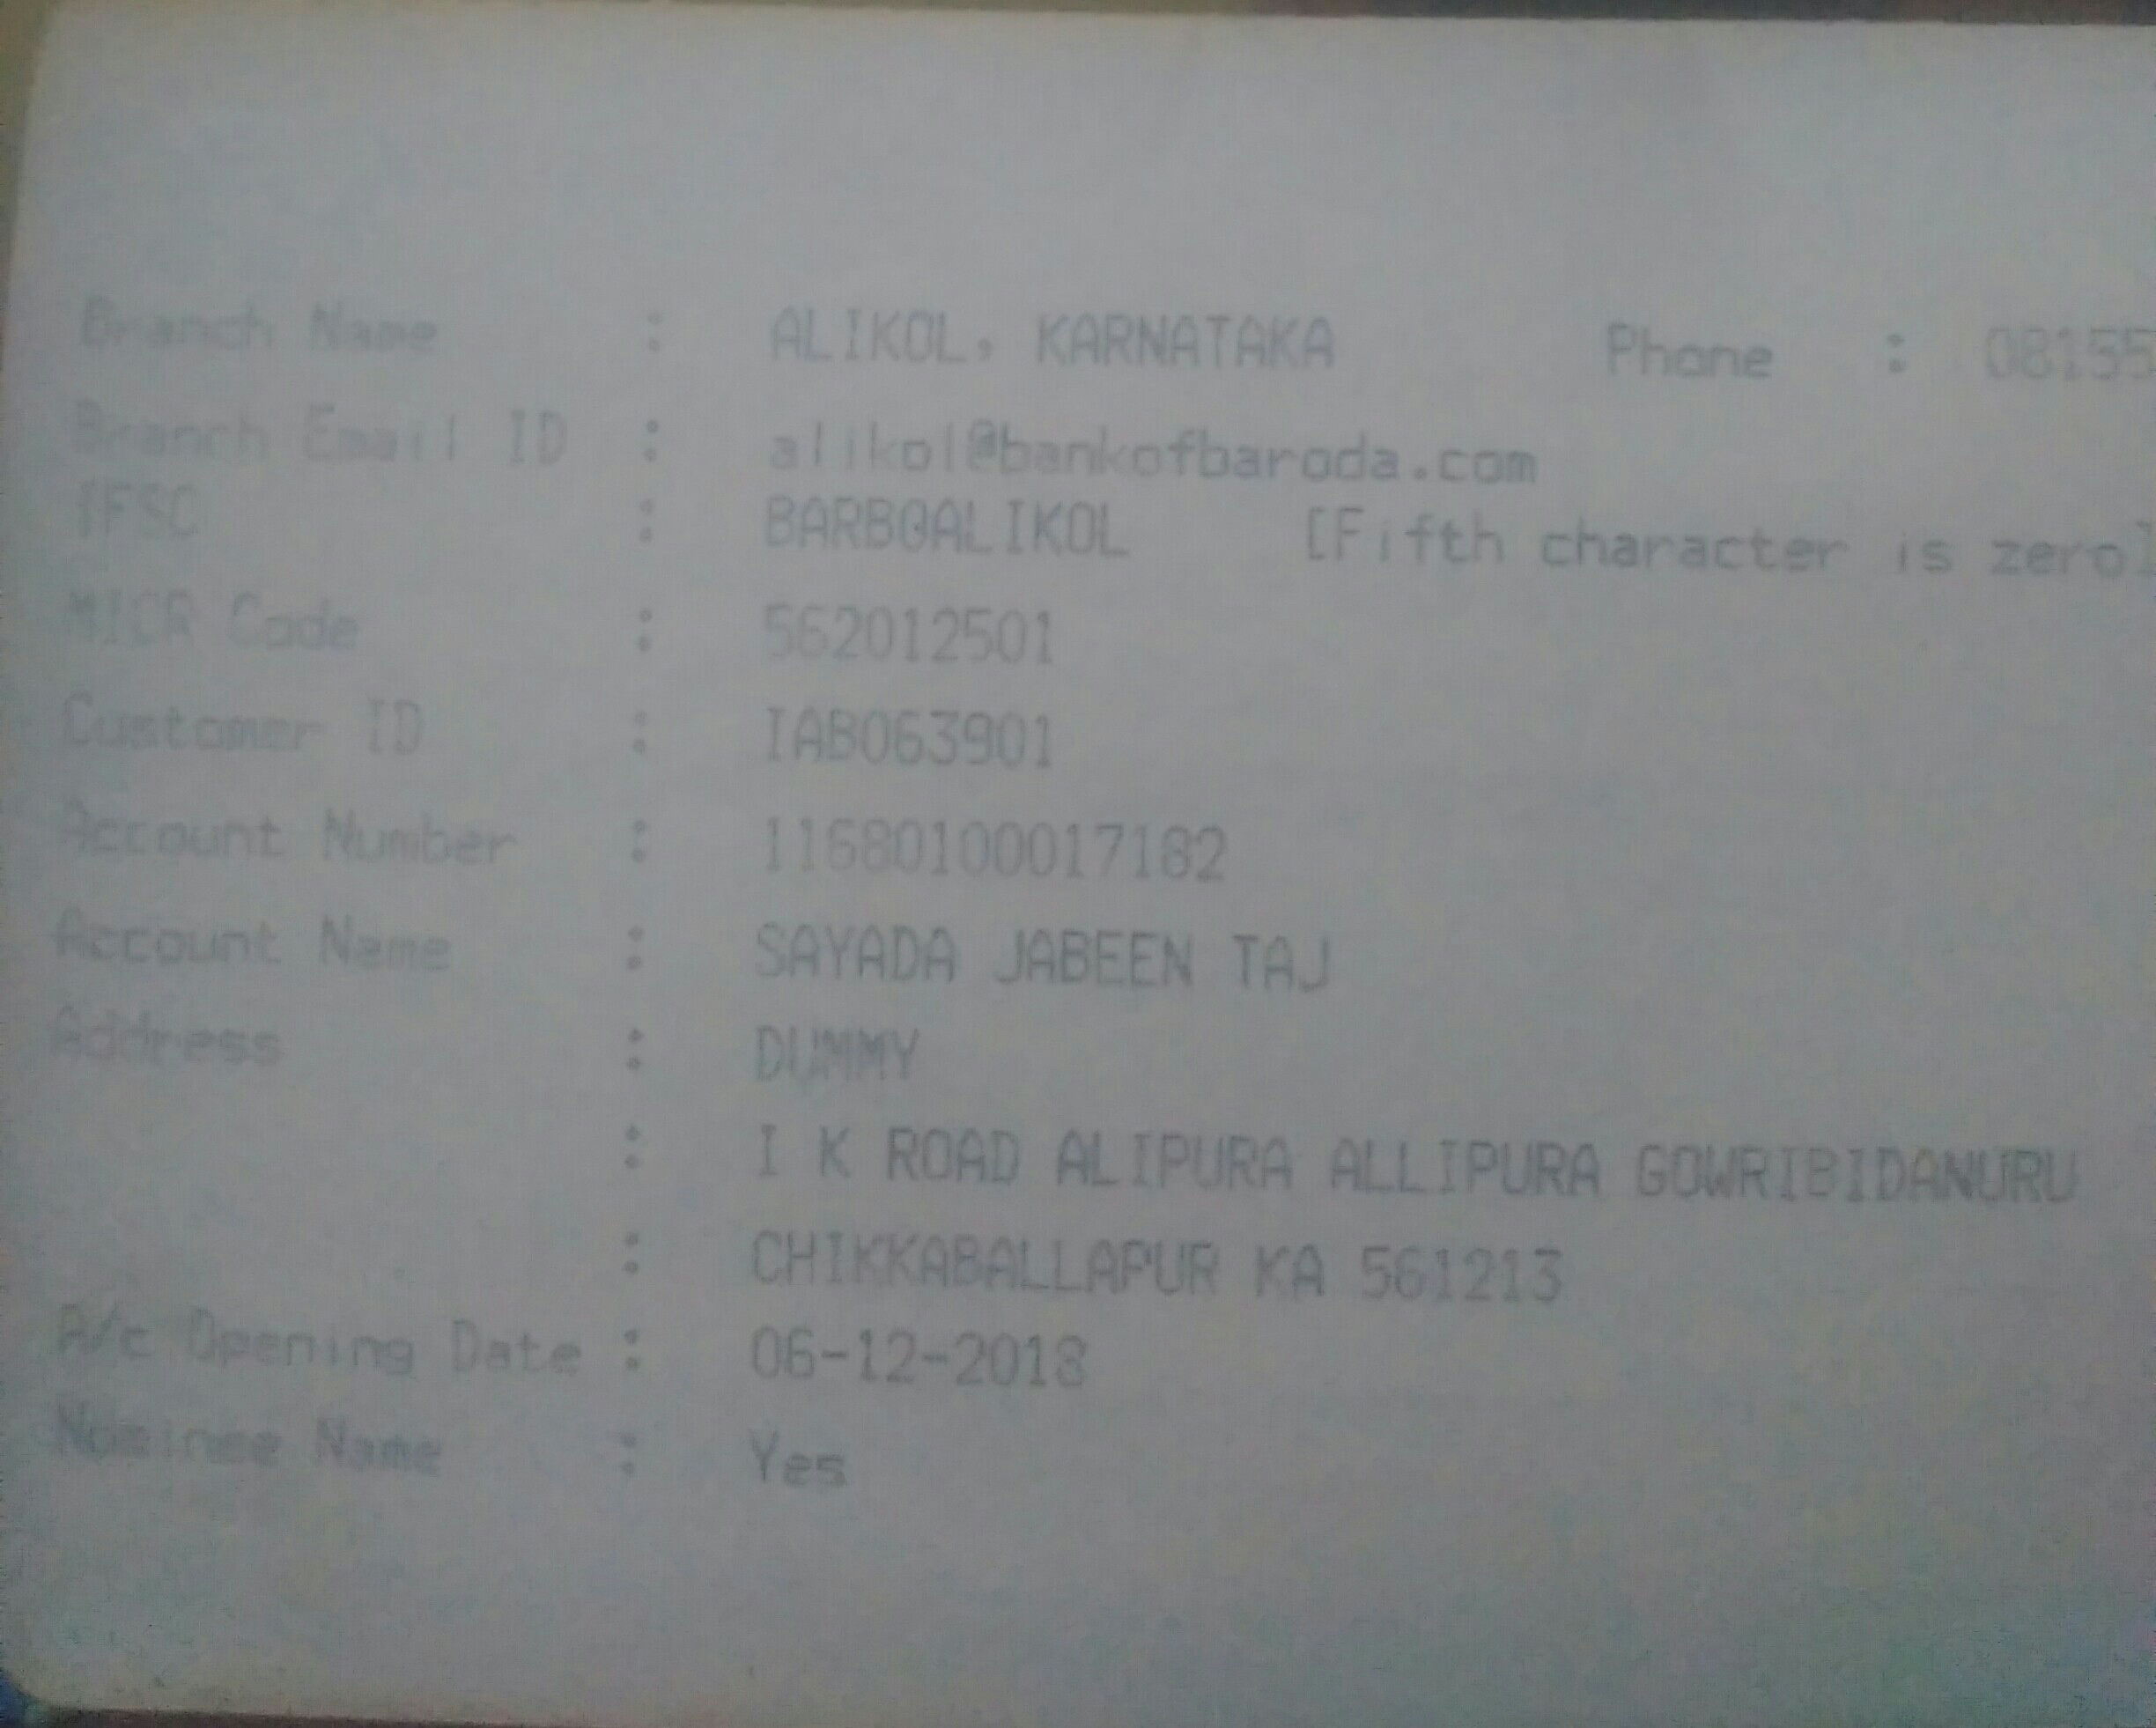 Branch Name : ALIKOL, KARNATAKA Phone : 08155
Branch Email ID : alikol@bankofbaroda.com
IFSC : BARB0ALIKOL [Fifth character is zero]
MICR Code : 562012501
Customer ID : IAB063901
Account Number : 11680100017182
Account Name : SAYADA JABEEN TAJ
Address : DUMMY
: I K ROAD ALIPURA ALLIPURA GOWRIBIDANURU
: CHIKKABALLAPUR KA 561213
A/c Opening Date : 06-12-2018
Nominee Name : Yes